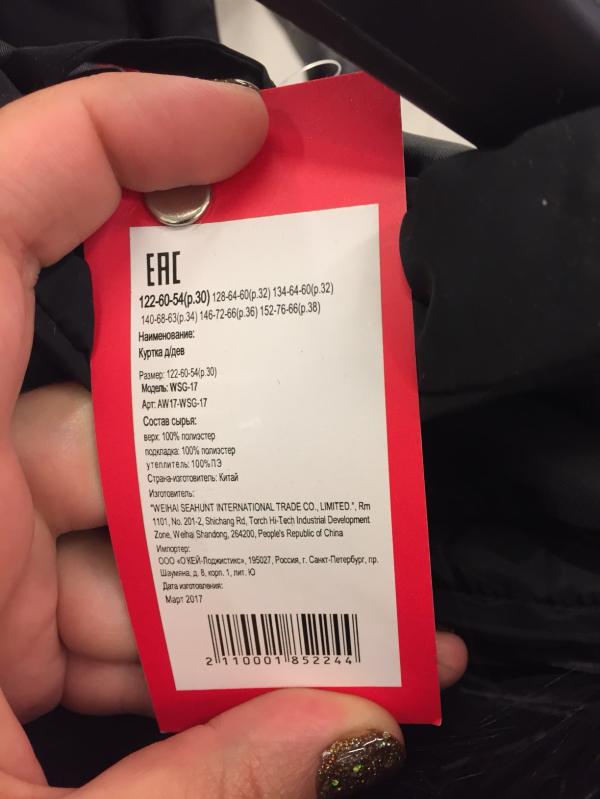 EAC
122-60-54(р.30) 128-64-60(р.32) 134-64-60(р.32)
140-68-63(р.34) 146-72-66(р.36) 152-76-66(р.38)
Наименование:
Куртка д/дев
Размер: 122-60-54(р.30)
Модель: WSG-17
Арт: AW17-WSG-17
Состав сырья:
верх: 100% полиэстер
подкладка: 100% полиэстер
утеплитель: 100%ПЭ
Страна-изготовитель: Китай
Изготовитель:
"WEIHAI SEAHUNT INTERNATIONAL TRADE CO., LIMITED.", Rm
1101, No. 201-2, Shichang Rd, Torch Hi-Tech Industrial Development
Zone, Weihai Shandong, 264200, People's Republic of China
Импортер:
ООО «О'КЕЙ-Лоджистикс», 195027, Россия, г. Санкт-Петербург, пр.
Шаумяна, д. 8, корп. 1, лит. Ю
Дата изготовления:
Март 2017
2 110001 852244